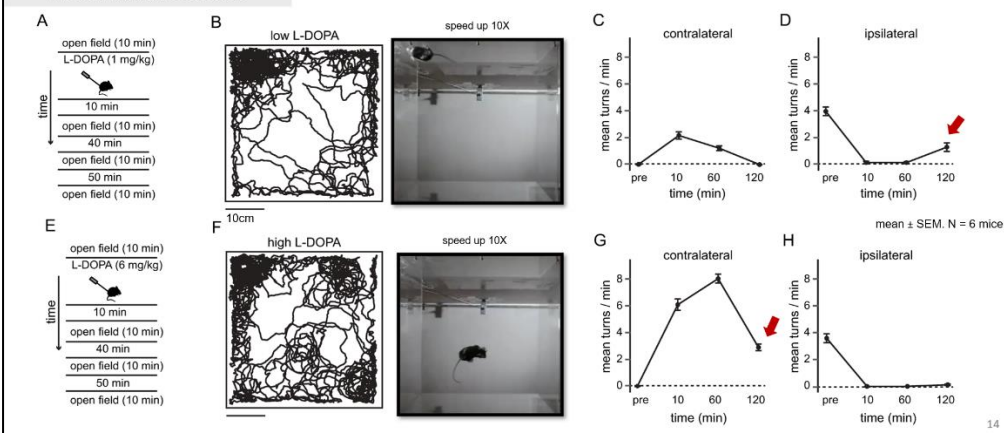 A
open field (10 min)
L-DOPA (1 mg/kg)
time
10 min
open field (10 min)
40 min
open field (10 min)
50 min
open field (10 min)
B
low L-DOPA
speed up 10X
10cm
C
contralateral
mean turns / min
8
6
4
2
0
pre 10 60 120
time (min)
D
ipsilateral
mean turns / min
8
6
4
2
0
pre 10 60 120
time (min)
mean ± SEM. N = 6 mice
E
open field (10 min)
L-DOPA (6 mg/kg)
time
10 min
open field (10 min)
40 min
open field (10 min)
50 min
open field (10 min)
F
high L-DOPA
speed up 10X
G
contralateral
mean turns / min
8
6
4
2
0
pre 10 60 120
time (min)
H
ipsilateral
mean turns / min
8
6
4
2
0
pre 10 60 120
time (min)
14